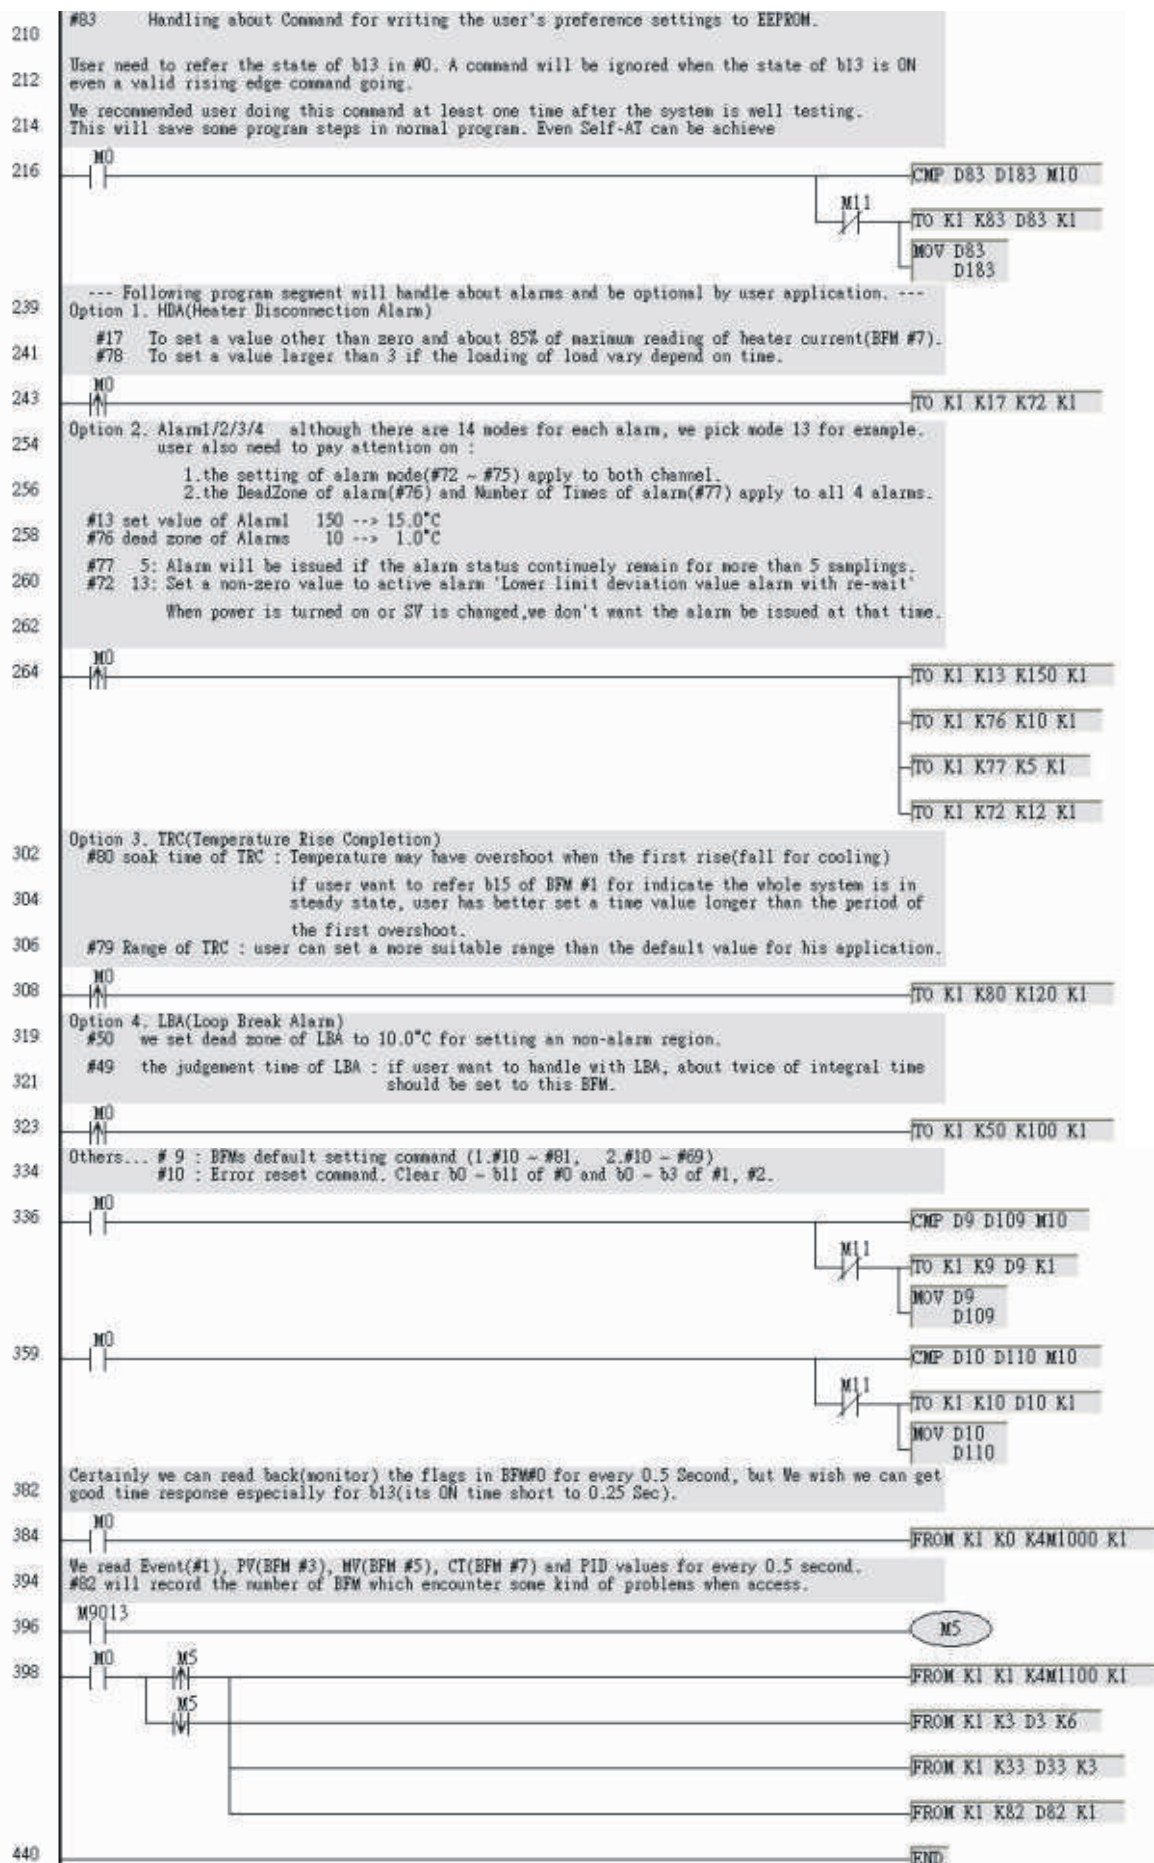 210
#83 Handling about Command for writing the user's preference settings to EEPROM.
212
User need to refer the state of b13 in #0. A command will be ignored when the state of b13 is ON
even a valid rising edge command going.
214
We recommended user doing this command at least one time after the system is well testing.
This will save some program steps in normal program. Even Self-AT can be achieve
216
M0
CMP D83 D183 M10
M11
TO K1 K83 D83 K1
MOV D83
D183
239
--- Following program segment will handle about alarms and be optional by user application. ---
Option 1. HDA(Heater Disconnection Alarm)
241
#17 To set a value other than zero and about 85% of maximum reading of heater current(BFM #7).
#78 To set a value larger than 3 if the loading of load vary depend on time.
243
M0
TO K1 K17 K72 K1
254
Option 2. Alarm1/2/3/4 although there are 14 modes for each alarm, we pick mode 13 for example.
user also need to pay attention on :
256
1.the setting of alarm mode(#72 ~ #75) apply to both channel.
2.the DeadZone of alarm(#76) and Number of Times of alarm(#77) apply to all 4 alarms.
258
#13 set value of Alarm1 150 --> 15.0°C
#76 dead zone of Alarms 10 --> 1.0°C
260
#77 5: Alarm will be issued if the alarm status continuely remain for more than 5 samplings.
#72 13: Set a non-zero value to active alarm 'Lower limit deviation value alarm with re-wait'
262
When power is turned on or SV is changed,we don't want the alarm be issued at that time.
264
M0
TO K1 K13 K150 K1
TO K1 K76 K10 K1
TO K1 K77 K5 K1
TO K1 K72 K12 K1
302
Option 3. TRC(Temperature Rise Completion)
#80 soak time of TRC : Temperature may have overshoot when the first rise(fall for cooling)
304
if user want to refer b15 of BFM #1 for indicate the whole system is in
steady state, user has better set a time value longer than the period of
306
the first overshoot.
#79 Range of TRC : user can set a more suitable range than the default value for his application.
308
M0
TO K1 K80 K120 K1
319
Option 4. LBA(Loop Break Alarm)
#50 we set dead zone of LBA to 10.0°C for setting an non-alarm region.
321
#49 the judgement time of LBA : if user want to handle with LBA, about twice of integral time
should be set to this BFM.
323
M0
TO K1 K50 K100 K1
334
Others... # 9 : BFMs default setting command (1.#10 ~ #81, 2.#10 ~ #69)
#10 : Error reset command. Clear b0 ~ b11 of #0 and b0 ~ b3 of #1, #2.
336
M0
CMP D9 D109 M10
M11
TO K1 K9 D9 K1
MOV D9
D109
359
M0
CMP D10 D110 M10
M11
TO K1 K10 D10 K1
MOV D10
D110
382
Certainly we can read back(monitor) the flags in BFM#0 for every 0.5 Second, but We wish we can get
good time response especially for b13(its ON time short to 0.25 Sec).
384
M0
FROM K1 K0 K4M1000 K1
394
We read Event(#1), PV(BFM #3), MV(BFM #5), CT(BFM #7) and PID values for every 0.5 second.
#82 will record the number of BFM which encounter some kind of problems when access.
396
M9013
M5
398
M0
M5
FROM K1 K1 K4M1100 K1
M5
FROM K1 K3 D3 K6
FROM K1 K33 D33 K3
FROM K1 K82 D82 K1
440
END